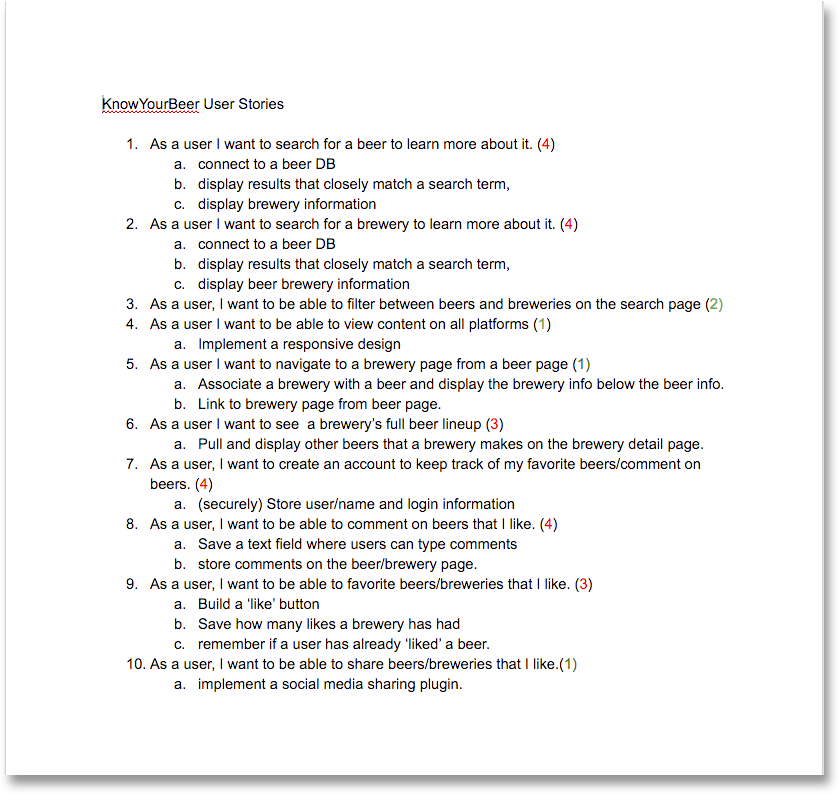 KnowYourBeer User Stories
1. As a user I want to search for a beer to learn more about it. (4)
a. connect to a beer DB
b. display results that closely match a search term,
c. display brewery information
2. As a user I want to search for a brewery to learn more about it. (4)
a. connect to a beer DB
b. display results that closely match a search term,
c. display beer brewery information
3. As a user, I want to be able to filter between beers and breweries on the search page (2)
4. As a user I want to be able to view content on all platforms (1)
a. Implement a responsive design
5. As a user I want to navigate to a brewery page from a beer page (1)
a. Associate a brewery with a beer and display the brewery info below the beer info.
b. Link to brewery page from beer page.
6. As a user I want to see  a brewery's full beer lineup (3)
a. Pull and display other beers that a brewery makes on the brewery detail page.
7. As a user, I want to create an account to keep track of my favorite beers/comment on
beers. (4)
a. (securely) Store user/name and login information
8. As a user, I want to be able to comment on beers that I like. (4)
a. Save a text field where users can type comments
b. store comments on the beer/brewery page.
9. As a user, I want to be able to favorite beers/breweries that I like. (3)
a. Build a ‘like’ button
b. Save how many likes a brewery has had
c. remember if a user has already ‘liked’ a beer.
10. As a user, I want to be able to share beers/breweries that I like.(1)
a. implement a social media sharing plugin.